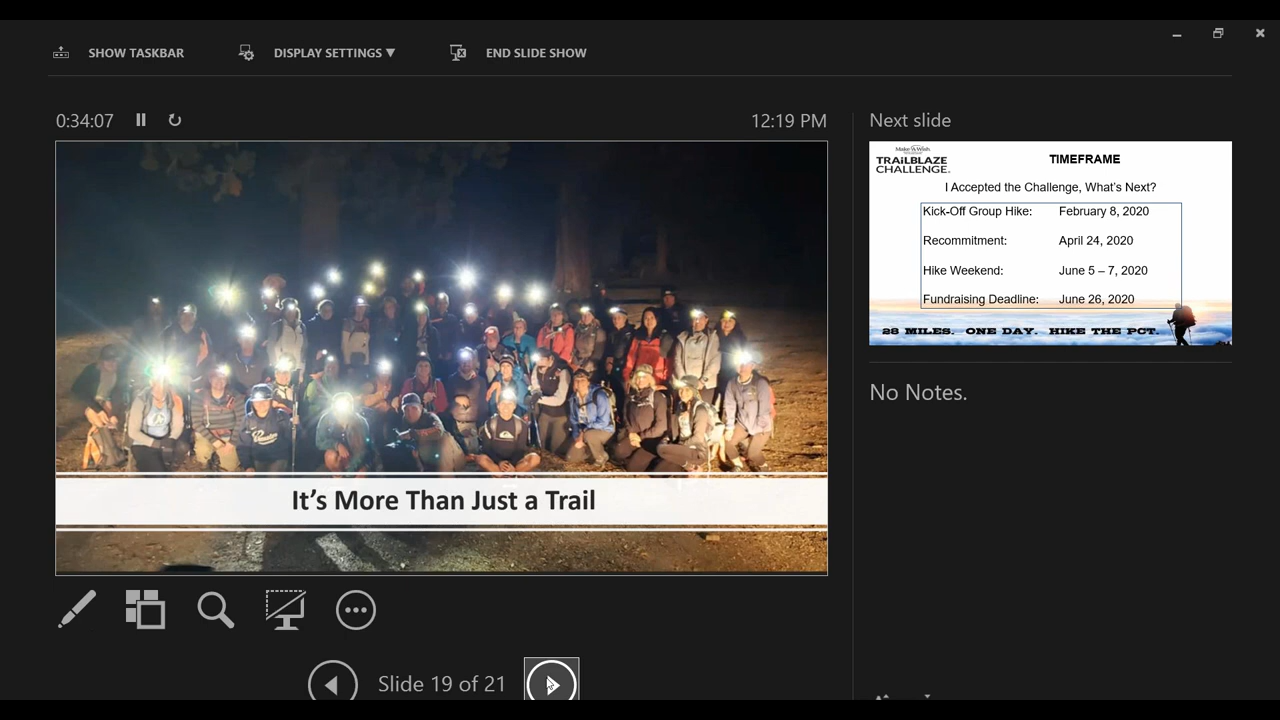 SHOW TASKBAR
DISPLAY SETTINGS ▼
END SLIDE SHOW
0:34:07
12:19 PM
It's More Than Just a Trail
Slide 19 of 21
Next slide
Make-A-Wish
TRAiLBLAZE
CHALLENGE.
TIMEFRAME
I Accepted the Challenge, What's Next?
Kick-Off Group Hike: February 8, 2020
Recommitment: April 24, 2020
Hike Weekend: June 5 – 7, 2020
Fundraising Deadline: June 26, 2020
28 MILES. ONE DAY. HIKE THE PCT.
No Notes.